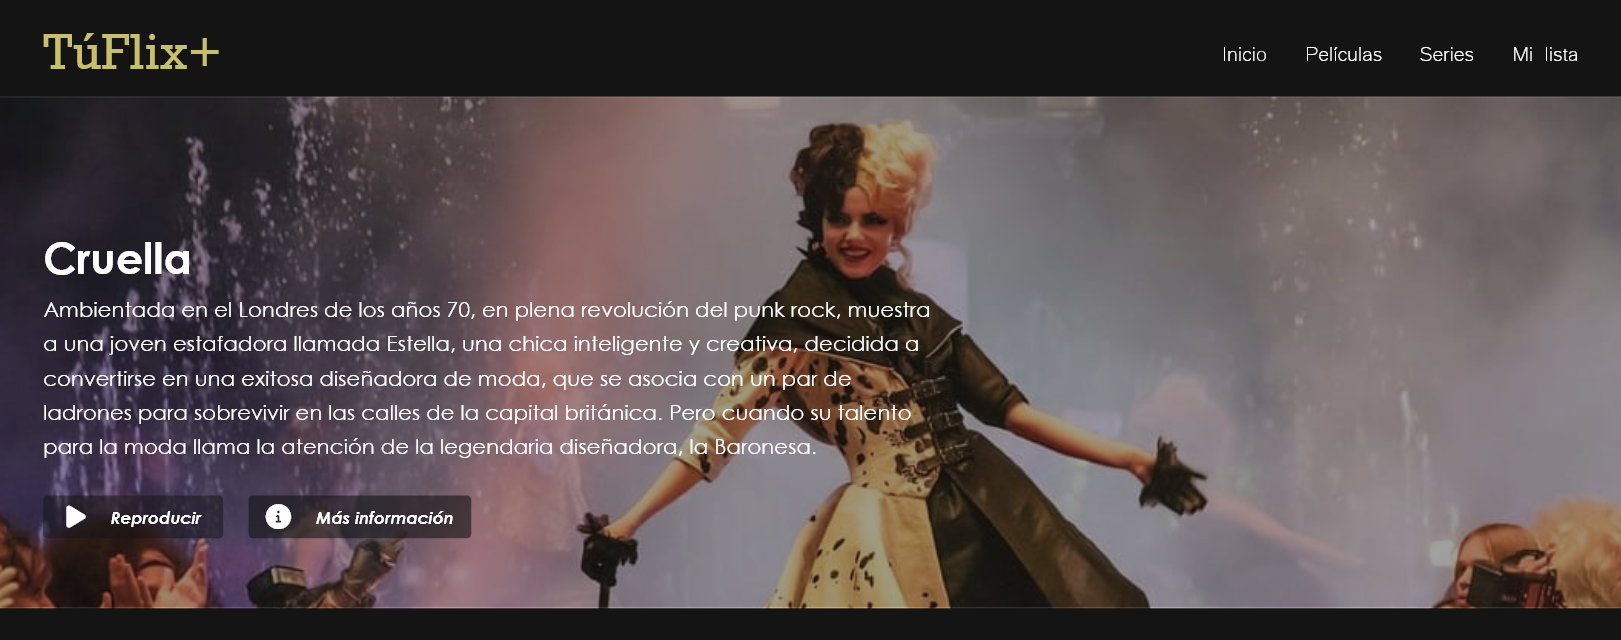 TúFlix+
Inicio Películas Series Mi lista
Cruella
Ambientada en el Londres de los años 70, en plena revolución del punk rock, muestra
a una joven estafadora llamada Estella, una chica inteligente y creativa, decidida a
convertirse en una exitosa diseñadora de moda, que se asocia con un par de
ladrones para sobrevivir en las calles de la capital británica. Pero cuando su talento
para la moda llama la atención de la legendaria diseñadora, la Baronesa.
Reproducir Más información